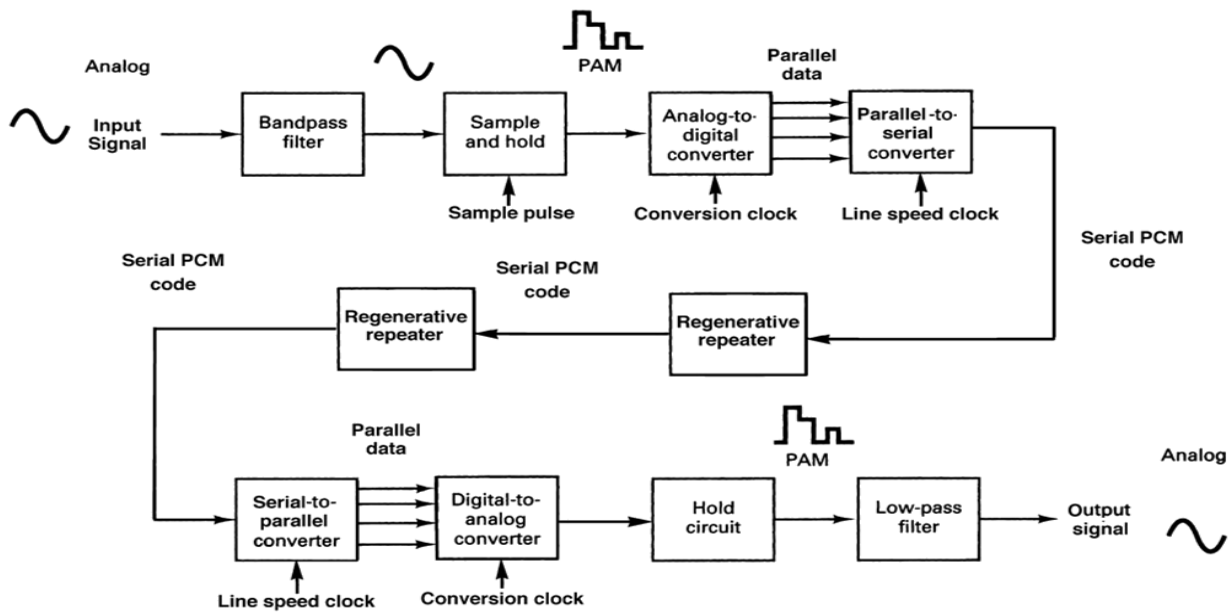 Analog
Input
Signal
Bandpass
filter
Sample
and hold
Sample pulse
PAM
Analog-to-
digital
converter
Conversion clock
Parallel
data
Parallel-to-
serial
converter
Line speed clock
Serial PCM
code
Regenerative
repeater
Serial PCM
code
Regenerative
repeater
Serial PCM
code
Serial-to-
parallel
converter
Line speed clock
Parallel
data
Digital-to-
analog
converter
Conversion clock
Hold
circuit
PAM
Low-pass
filter
Output
signal
Analog